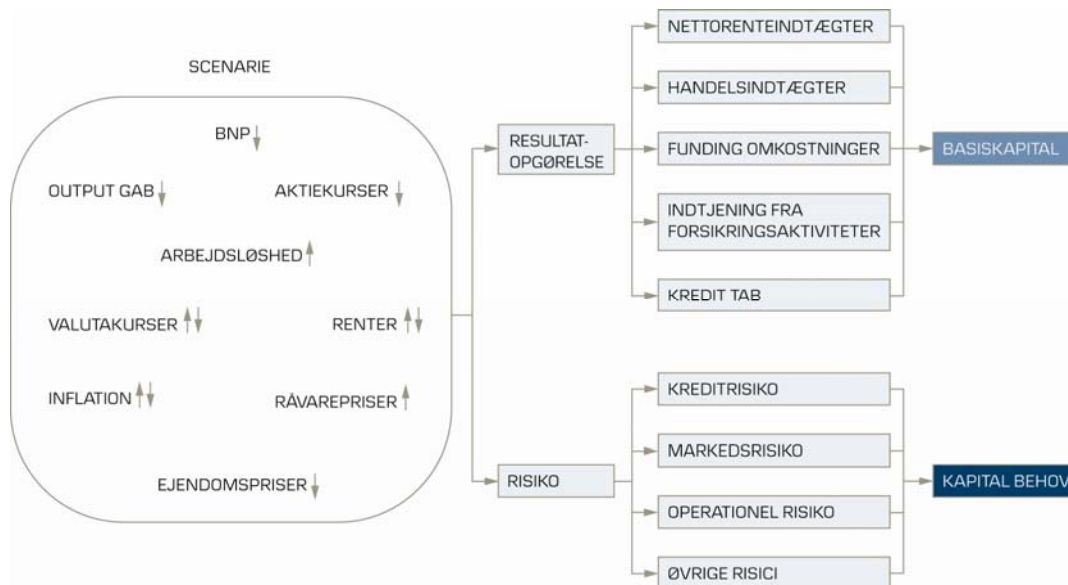 SCENARIE
BNP
OUTPUT GAB
AKTIEKURSER
ARBEJDSLØSHED
VALUTAKURSER
RENTER
INFLATION
RÅVAREPRISER
EJENDOMSPRISER
RESULTAT-
OPGØRELSE
NETTORENTEINDTÆGTER
HANDELSINDTÆGTER
FUNDING OMKOSTNINGER
INDTJENING FRA
FORSIKRINGSAKTIVITETER
KREDIT TAB
BASISKAPITAL
RISIKO
KREDITRISIKO
MARKEDSRISIKO
OPERATIONEL RISIKO
ØVRIGE RISICI
KAPITAL BEHOV